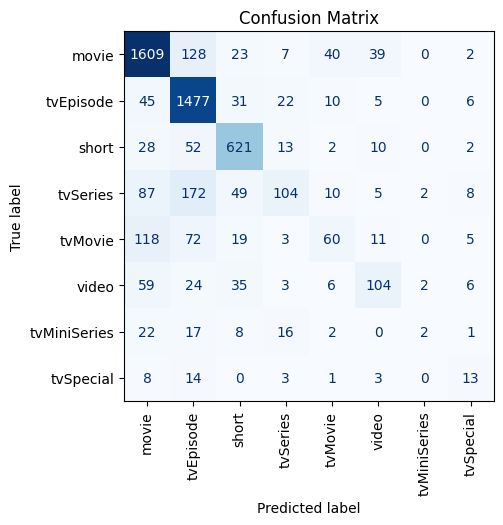 Confusion Matrix
True label
movie 1609 128 23 7 40 39 0 2
tvEpisode 45 1477 31 22 10 5 0 6
short 28 52 621 13 2 10 0 2
tvSeries 87 172 49 104 10 5 2 8
tvMovie 118 72 19 3 60 11 0 5
video 59 24 35 3 6 104 2 6
tvMiniSeries 22 17 8 16 2 0 2 1
tvSpecial 8 14 0 3 1 3 0 13
movie tvEpisode short tvSeries tvMovie video tvMiniSeries tvSpecial
Predicted label